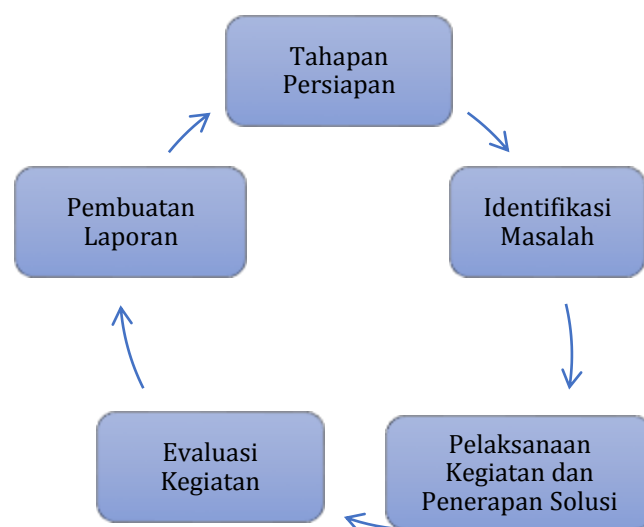 Tahapan
Persiapan
Identifikasi
Masalah
Pelaksanaan
Kegiatan dan
Penerapan Solusi
Evaluasi
Kegiatan
Pembuatan
Laporan